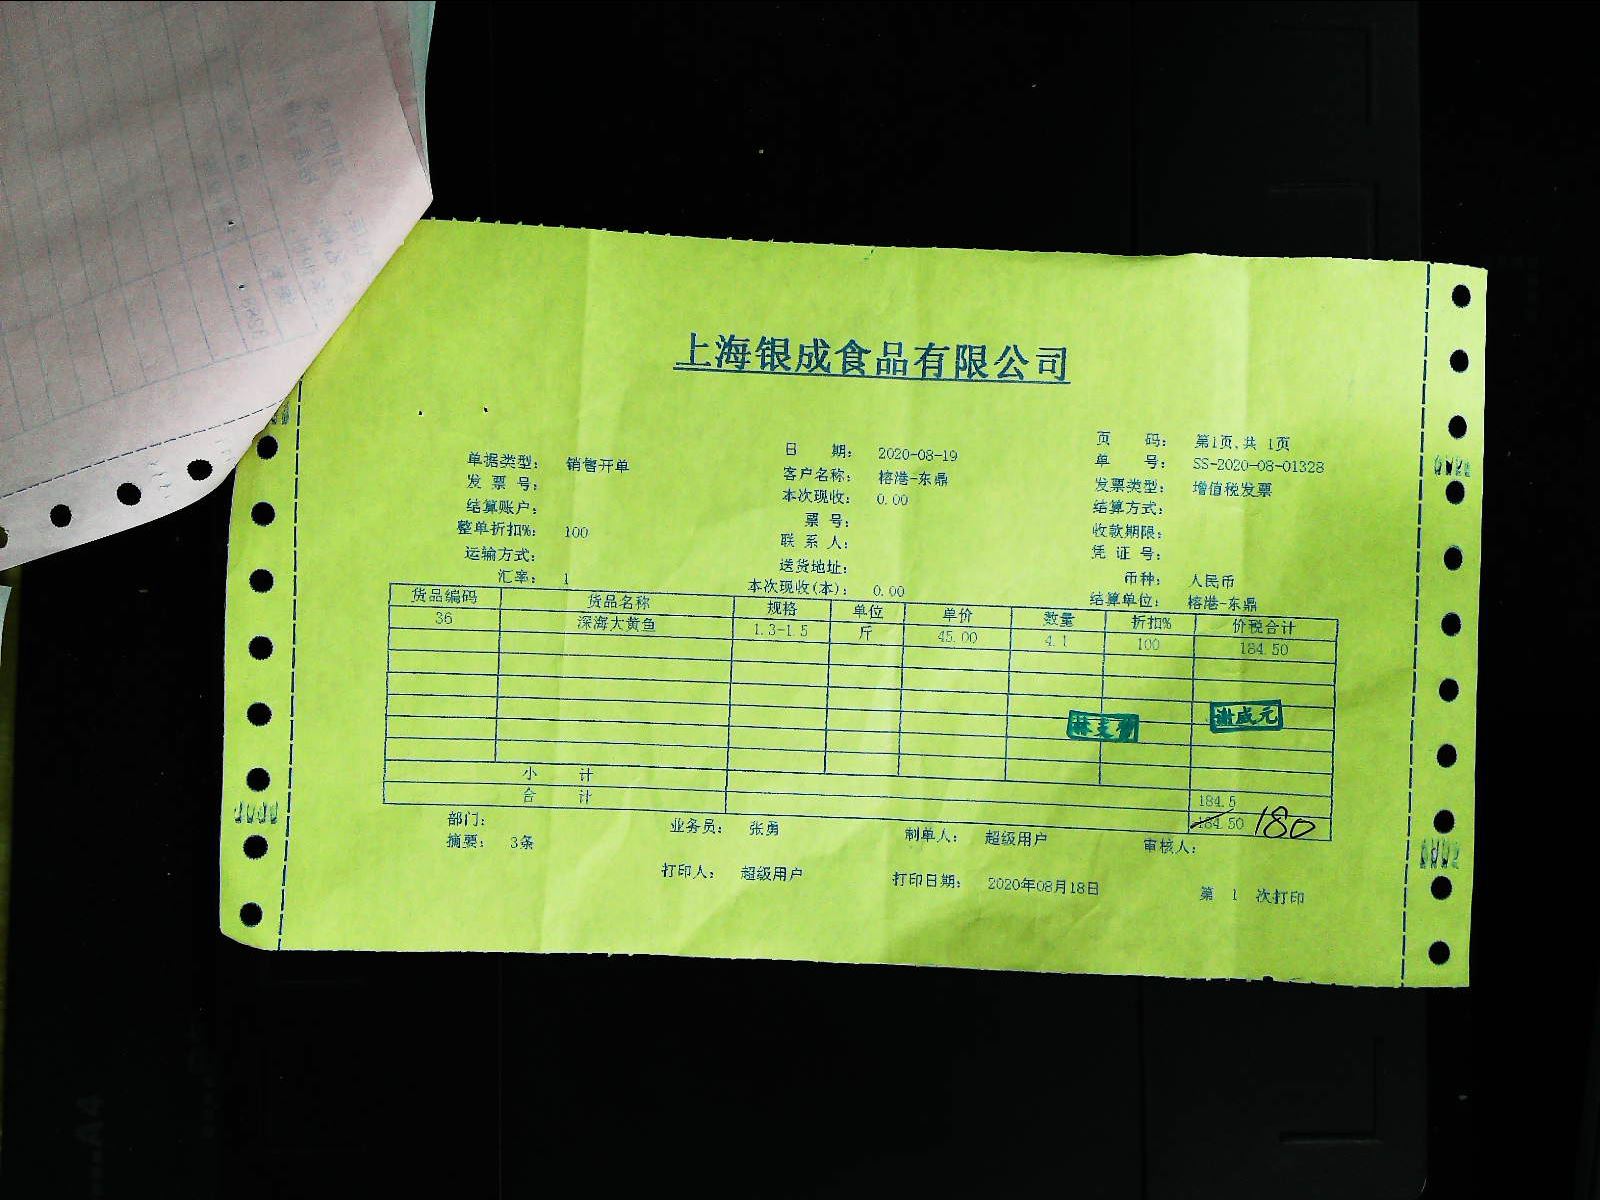 上海银成食品有限公司
单据类型： 销售开单 日 期： 2020-08-19 页 码： 第1页,共 1页
发 票 号： 客户名称： 榕港-东鼎 单 号： SS-2020-08-01328
结算账户： 本次现收： 0.00 发票类型： 增值税发票
整单折扣%： 100 票 号： 结算方式：
运输方式： 联 系 人： 收款期限：
汇率： 1 送货地址： 凭 证 号：
本次现收(本)： 0.00 币种： 人民币
结算单位： 榕港-东鼎
货品编码 货品名称 规格 单位 单价 数量 折扣% 价税合计
36 深海大黄鱼 1.3-1.5 斤 45.00 4.1 100 184.50
谢成元
小 计 184.5
合 计 184.50 180
部门： 业务员： 张勇 制单人： 超级用户 审核人：
摘要： 3条
打印人： 超级用户 打印日期： 2020年08月18日 第 1 次打印